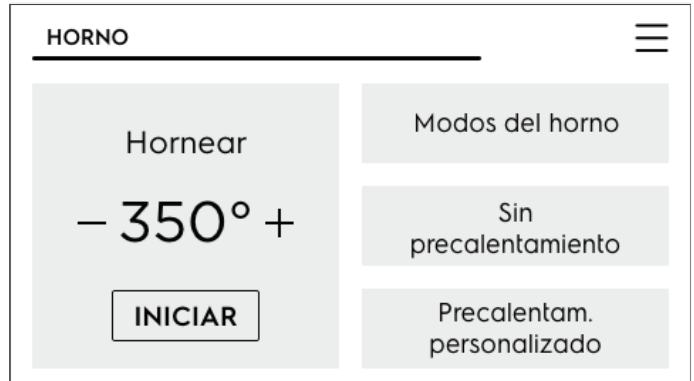 HORNO
Hornear
– 350° +
INICIAR
Modos del horno
Sin
precalentamiento
Precalentam.
personalizado